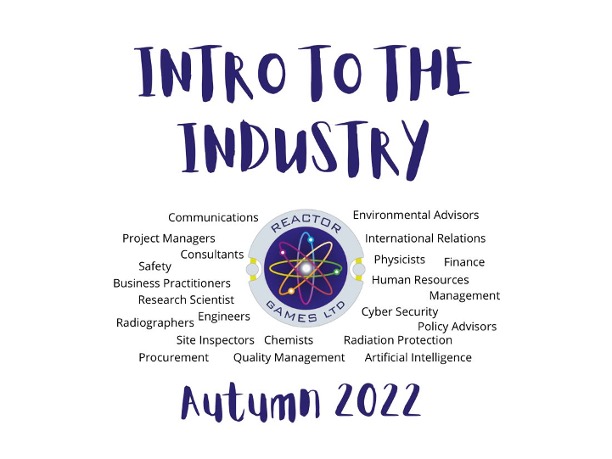 INTRO TO THE
INDUSTRY
Communications
Environmental Advisors
Project Managers
International Relations
Consultants
Physicists
Finance
Safety
Business Practitioners
Human Resources
Research Scientist
Management
Radiographers
Engineers
Cyber Security
Policy Advisors
Site Inspectors
Chemists
Radiation Protection
Procurement
Quality Management
Artificial Intelligence
REACTOR
GAMES LTD
Autumn 2022